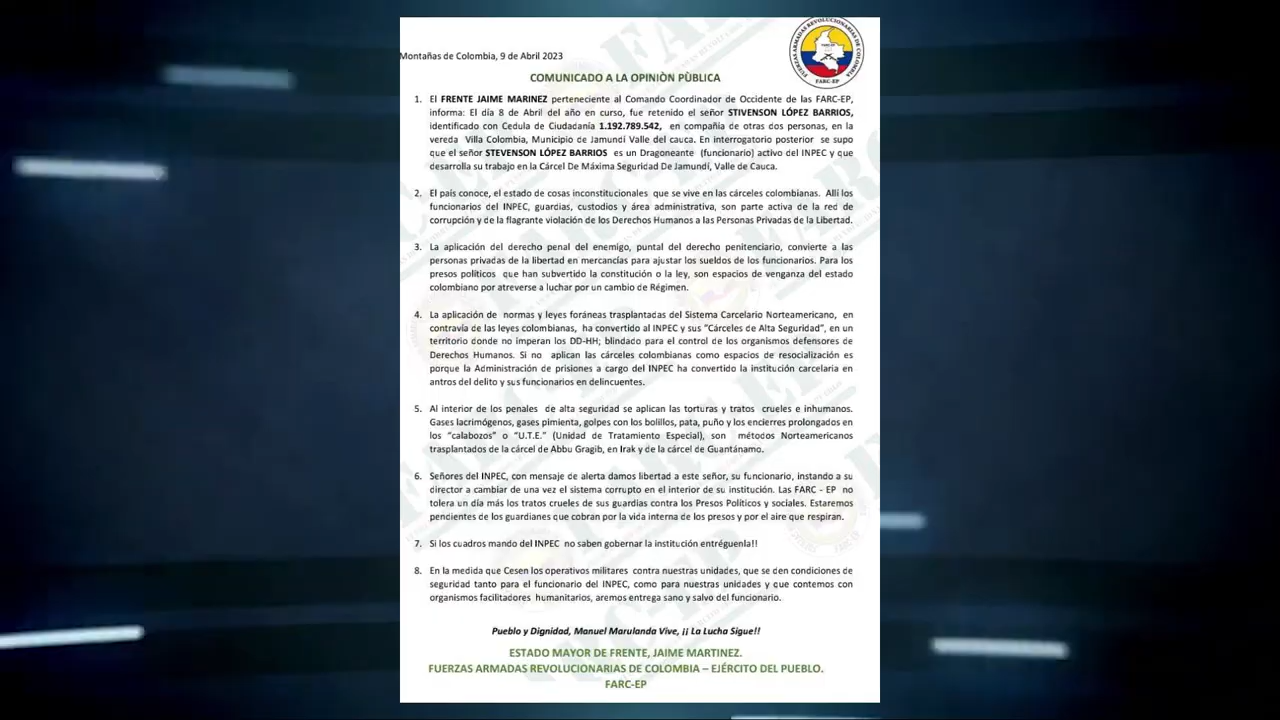 Montañas de Colombia, 9 de Abril 2023
FUERZAS ARMADAS REVOLUCIONARIAS DE COLOMBIA
FARC-EP
COMUNICADO A LA OPINIÒN PÙBLICA
1. El FRENTE JAIME MARINEZ perteneciente al Comando Coordinador de Occidente de las FARC-EP,
informa: El día 8 de Abril del año en curso, fue retenido el señor STIVENSON LÓPEZ BARRIOS,
identificado con Cedula de Ciudadanía 1.192.789.542, en compañía de otras dos personas, en la
vereda Villa Colombia, Municipio de Jamundi Valle del cauca. En interrogatorio posterior se supo
que el señor STEVENSON LÓPEZ BARRIOS es un Dragoneante (funcionario) activo del INPEC y que
desarrolla su trabajo en la Cárcel De Máxima Seguridad De Jamundí, Valle de Cauca.
2. El país conoce, el estado de cosas inconstitucionales que se vive en las cárceles colombianas. Allí los
funcionarios del INPEC, guardias, custodios y área administrativa, son parte activa de la red de
corrupción y de la flagrante violación de los Derechos Humanos a las Personas Privadas de la Libertad.
3. La aplicación del derecho penal del enemigo, puntal del derecho penitenciario, convierte a las
personas privadas de la libertad en mercancías para ajustar los sueldos de los funcionarios. Para los
presos políticos que han subvertido la constitución o la ley, son espacios de venganza del estado
colombiano por atreverse a luchar por un cambio de Régimen.
4. La aplicación de normas y leyes foráneas trasplantadas del Sistema Carcelario Norteamericano, en
contravía de las leyes colombianas, ha convertido al INPEC y sus “Cárceles de Alta Seguridad”, en un
territorio donde no imperan los DD-HH; blindado para el control de los organismos defensores de
Derechos Humanos. Si no aplican las cárceles colombianas como espacios de resocialización es
porque la Administración de prisiones a cargo del INPEC ha convertido la institución carcelaria en
antros del delito y sus funcionarios en delincuentes.
5. Al interior de los penales de alta seguridad se aplican las torturas y tratos crueles e inhumanos.
Gases lacrimógenos, gases pimienta, golpes con los bolillos, pata, puño y los encierres prolongados en
los “calabozos” o “U.T.E.” (Unidad de Tratamiento Especial), son métodos Norteamericanos
trasplantados de la cárcel de Abbu Gragib, en Irak y de la cárcel de Guantánamo.
6. Señores del INPEC, con mensaje de alerta damos libertad a este señor, su funcionario, instando a su
director a cambiar de una vez el sistema corrupto en el interior de su institución. Las FARC - EP no
tolera un día más los tratos crueles de sus guardias contra los Presos Políticos y sociales. Estaremos
pendientes de los guardianes que cobran por la vida interna de los presos y por el aire que respiran.
7. Si los cuadros mando del INPEC no saben gobernar la institución entréguenla!!
8. En la medida que Cesen los operativos militares contra nuestras unidades, que se den condiciones de
seguridad tanto para el funcionario del INPEC, como para nuestras unidades y que contemos con
organismos facilitadores humanitarios, aremos entrega sano y salvo del funcionario.
Pueblo y Dignidad, Manuel Marulanda Vive, ¡¡ La Lucha Sigue!!
ESTADO MAYOR DE FRENTE, JAIME MARTINEZ.
FUERZAS ARMADAS REVOLUCIONARIAS DE COLOMBIA – EJÉRCITO DEL PUEBLO.
FARC-EP